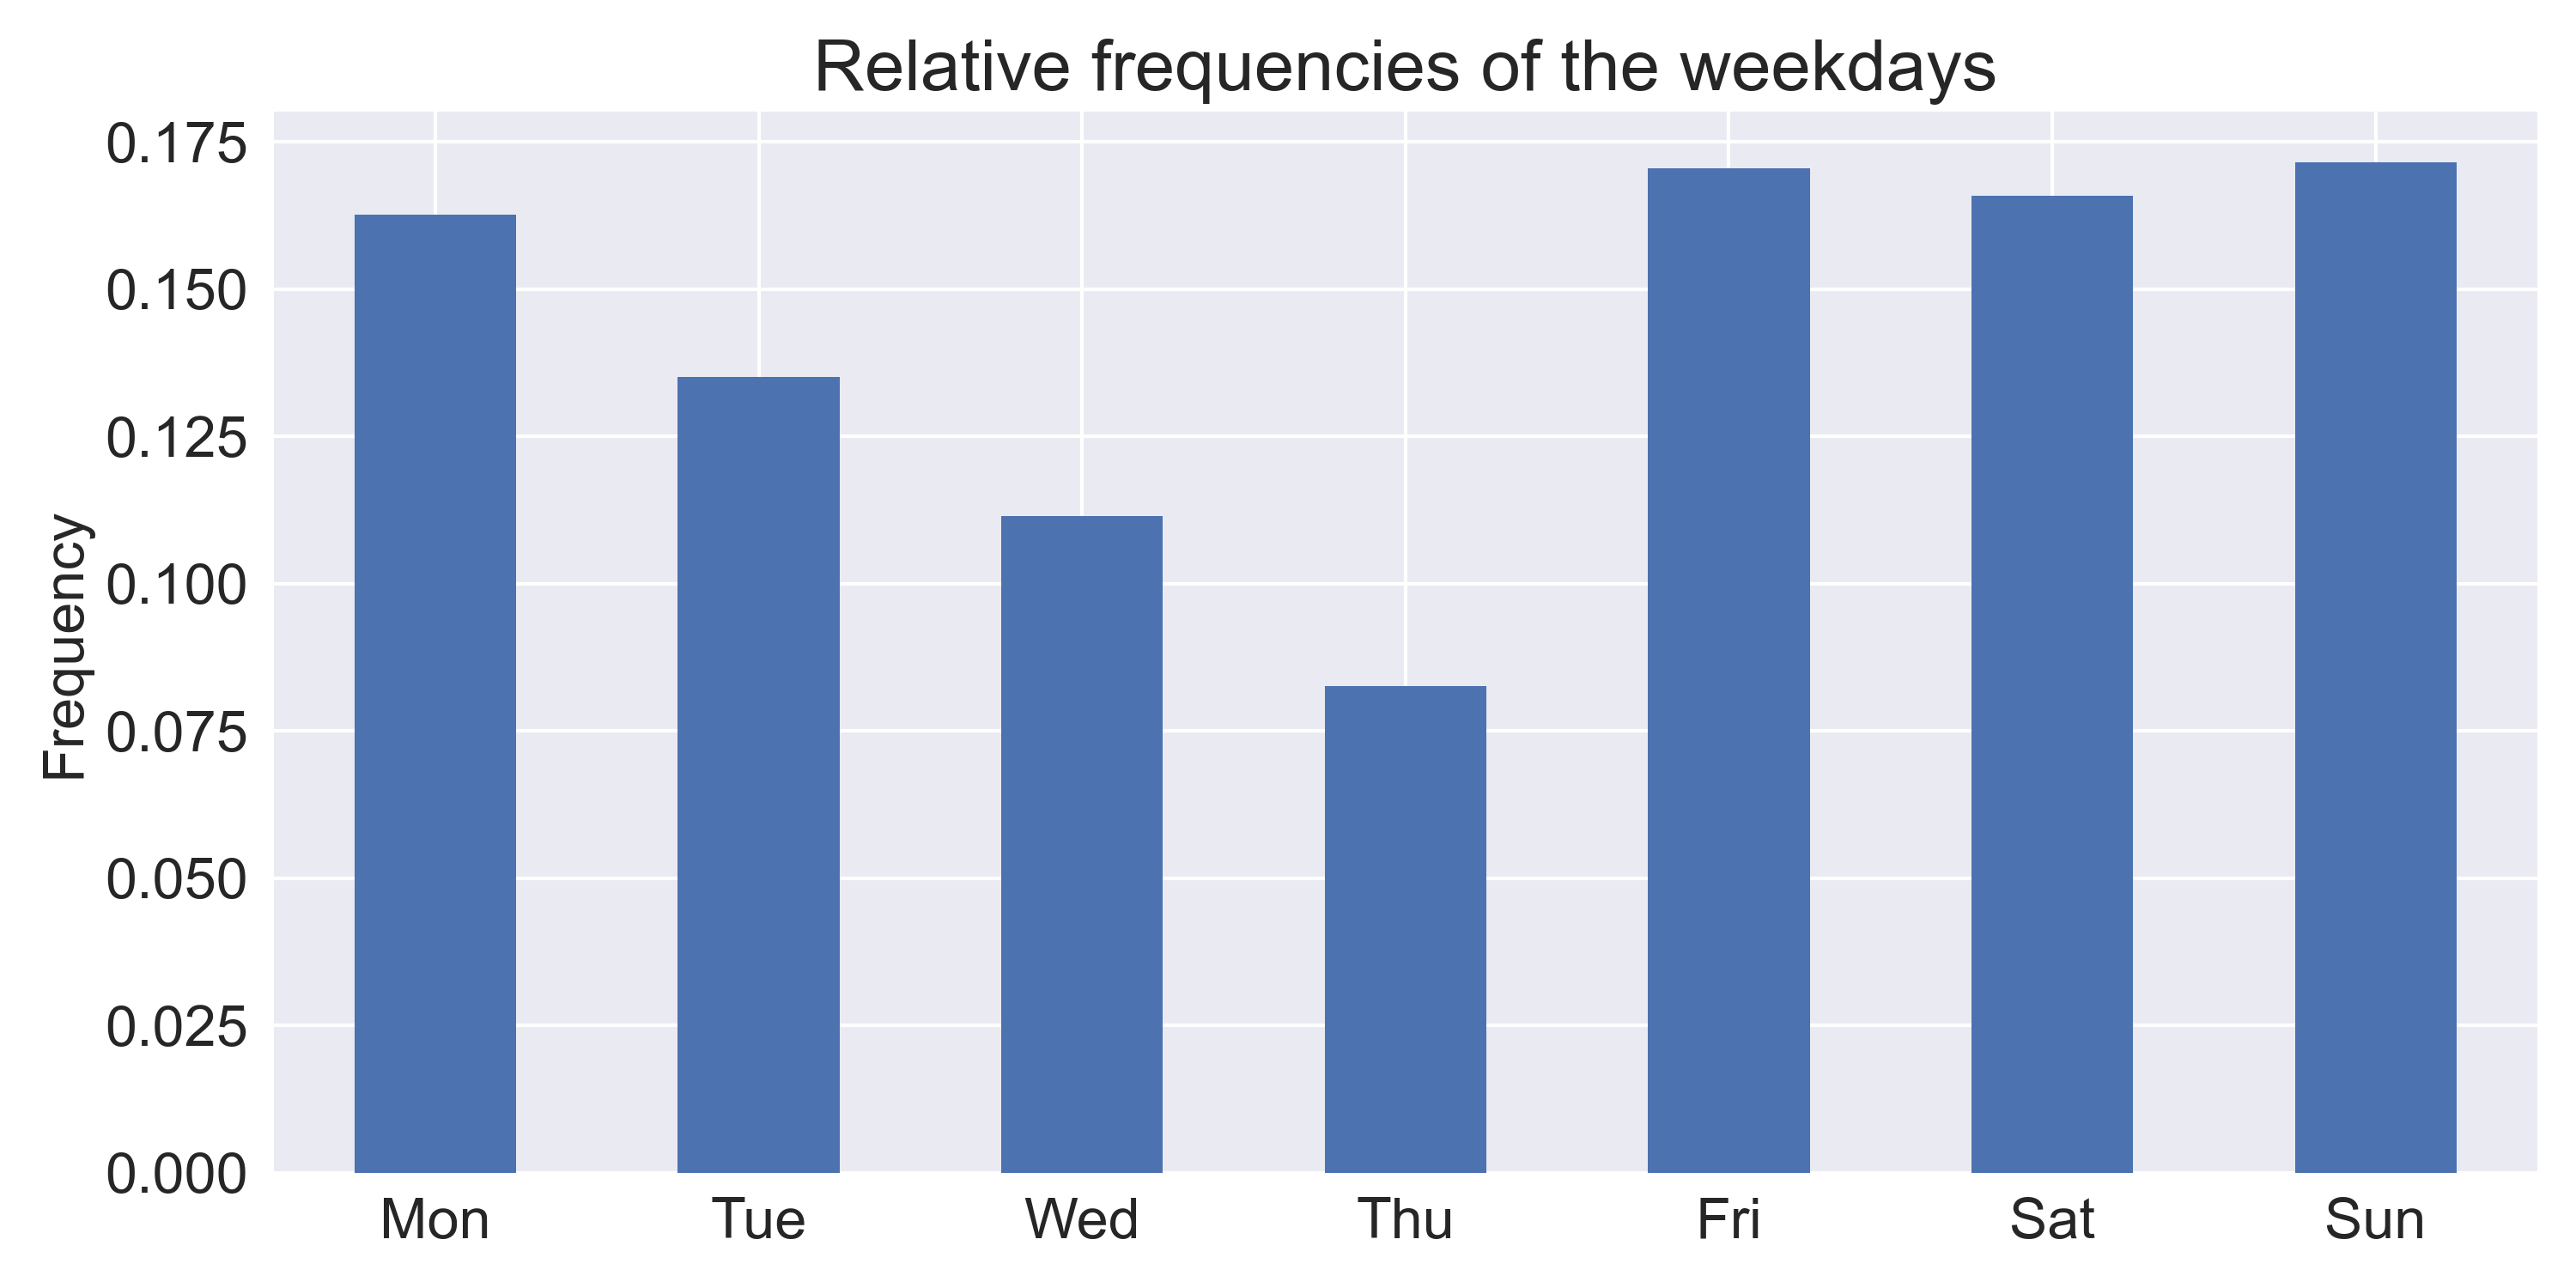 Relative frequencies of the weekdays
Frequency
0.175
0.150
0.125
0.100
0.075
0.050
0.025
0.000
Mon Tue Wed Thu Fri Sat Sun